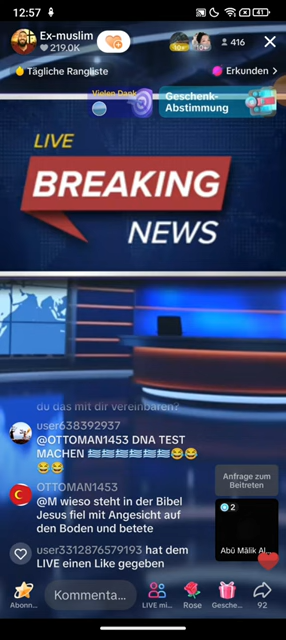 12:57
41
Ex-muslim
219.0K
10+
10+
416
Tägliche Rangliste
Erkunden
Vielen Dank
Geschenk-
Abstimmung
LIVE
BREAKING
NEWS
du das mit dir vereinbaren?
user638392937
@OTTOMAN1453 DNA TEST
MACHEN 🇬🇷🇬🇷🇬🇷🇬🇷🇬🇷🇬🇷😂😂
😂😂
OTTOMAN1453
@M wieso steht in der Bibel
Jesus fiel mit Angesicht auf
den Boden und betete
user3312876579193 hat dem
LIVE einen Like gegeben
Anfrage zum
Beitreten
2
Abū Mālik Al...
Kommenta...
Abonn...
LIVE mi...
Rose
Gesche...
92